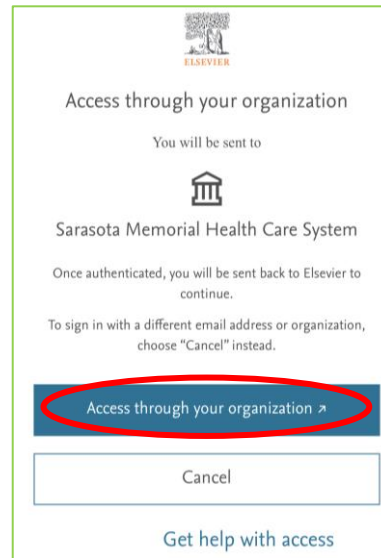 ELSEVIER
Access through your organization
You will be sent to
Sarasota Memorial Health Care System
Once authenticated, you will be sent back to Elsevier to
continue.
To sign in with a different email address or organization,
choose "Cancel" instead.
Access through your organization ↗
Cancel
Get help with access